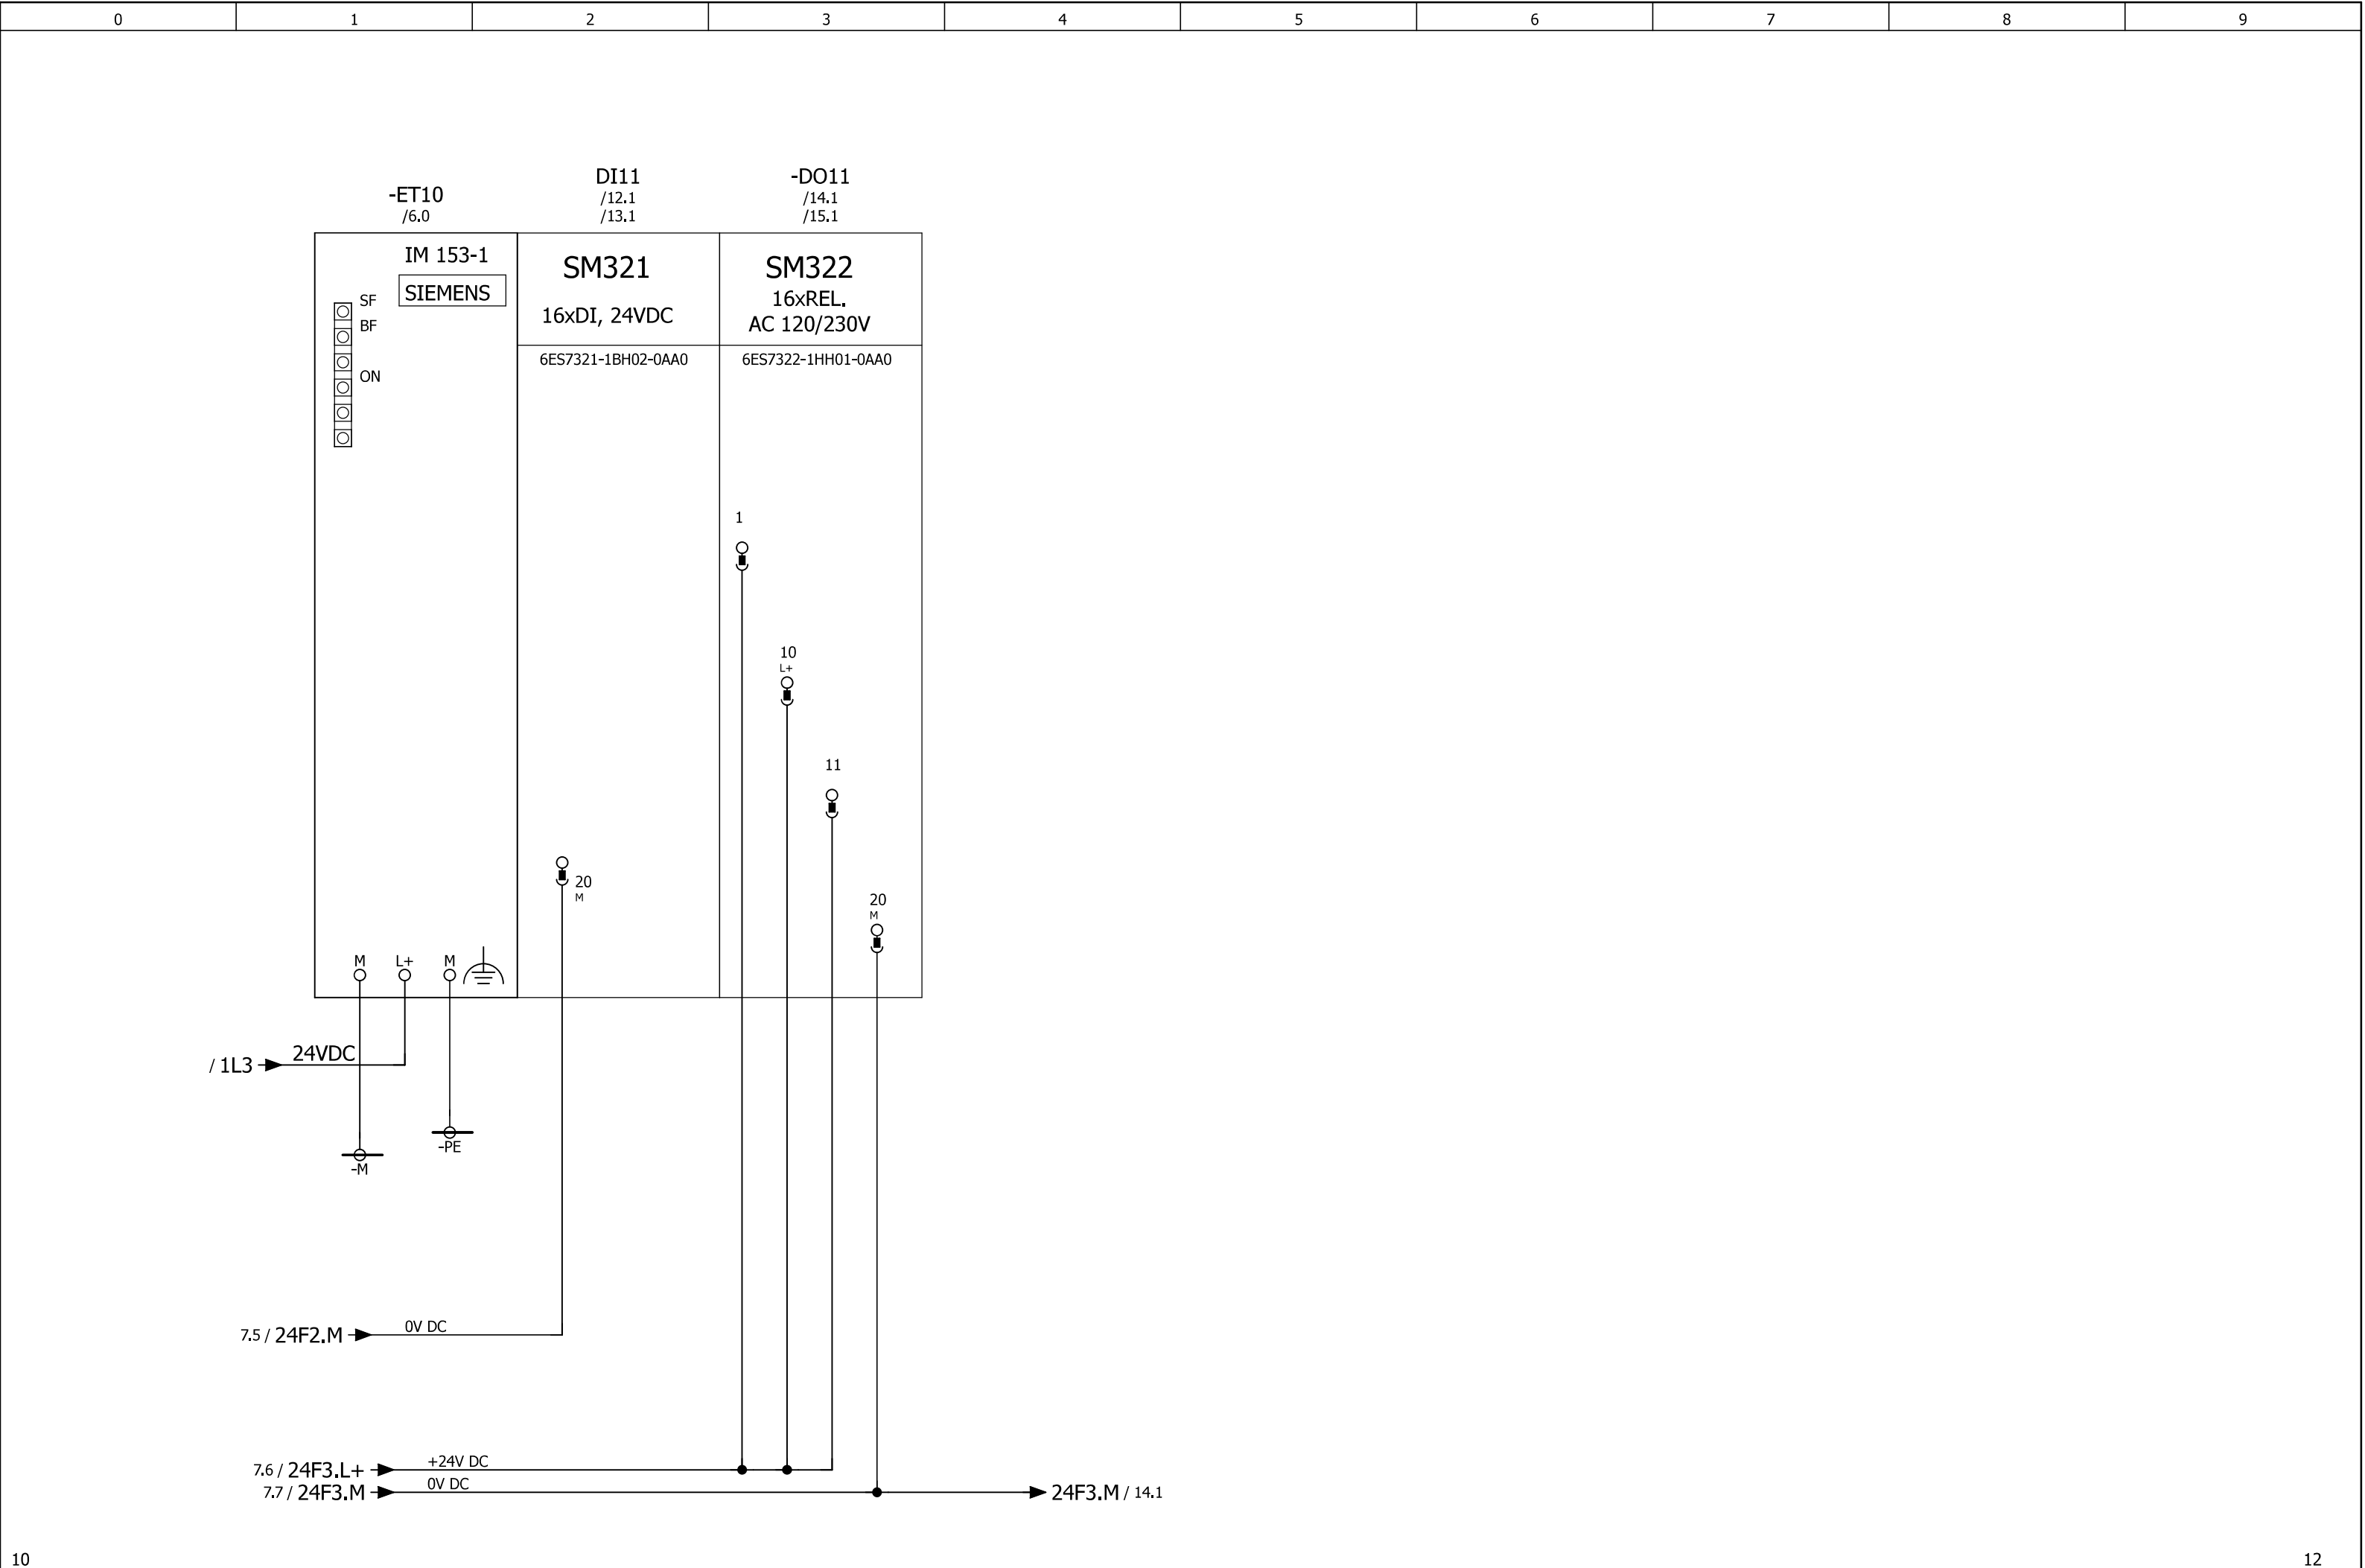 0 1 2 3 4 5 6 7 8 9
-ET10
/6.0
DI11
/12.1
/13.1
-DO11
/14.1
/15.1
IM 153-1
SIEMENS
SF
BF
ON
SM321
16xDI, 24VDC
6ES7321-1BH02-0AA0
SM322
16xREL.
AC 120/230V
6ES7322-1HH01-0AA0
1
10
L+
11
20
M
20
M
M L+ M
/ 1L3 24VDC
-PE
-M
7.5 / 24F2.M 0V DC
7.6 / 24F3.L+ +24V DC
7.7 / 24F3.M 0V DC 24F3.M / 14.1
10 12